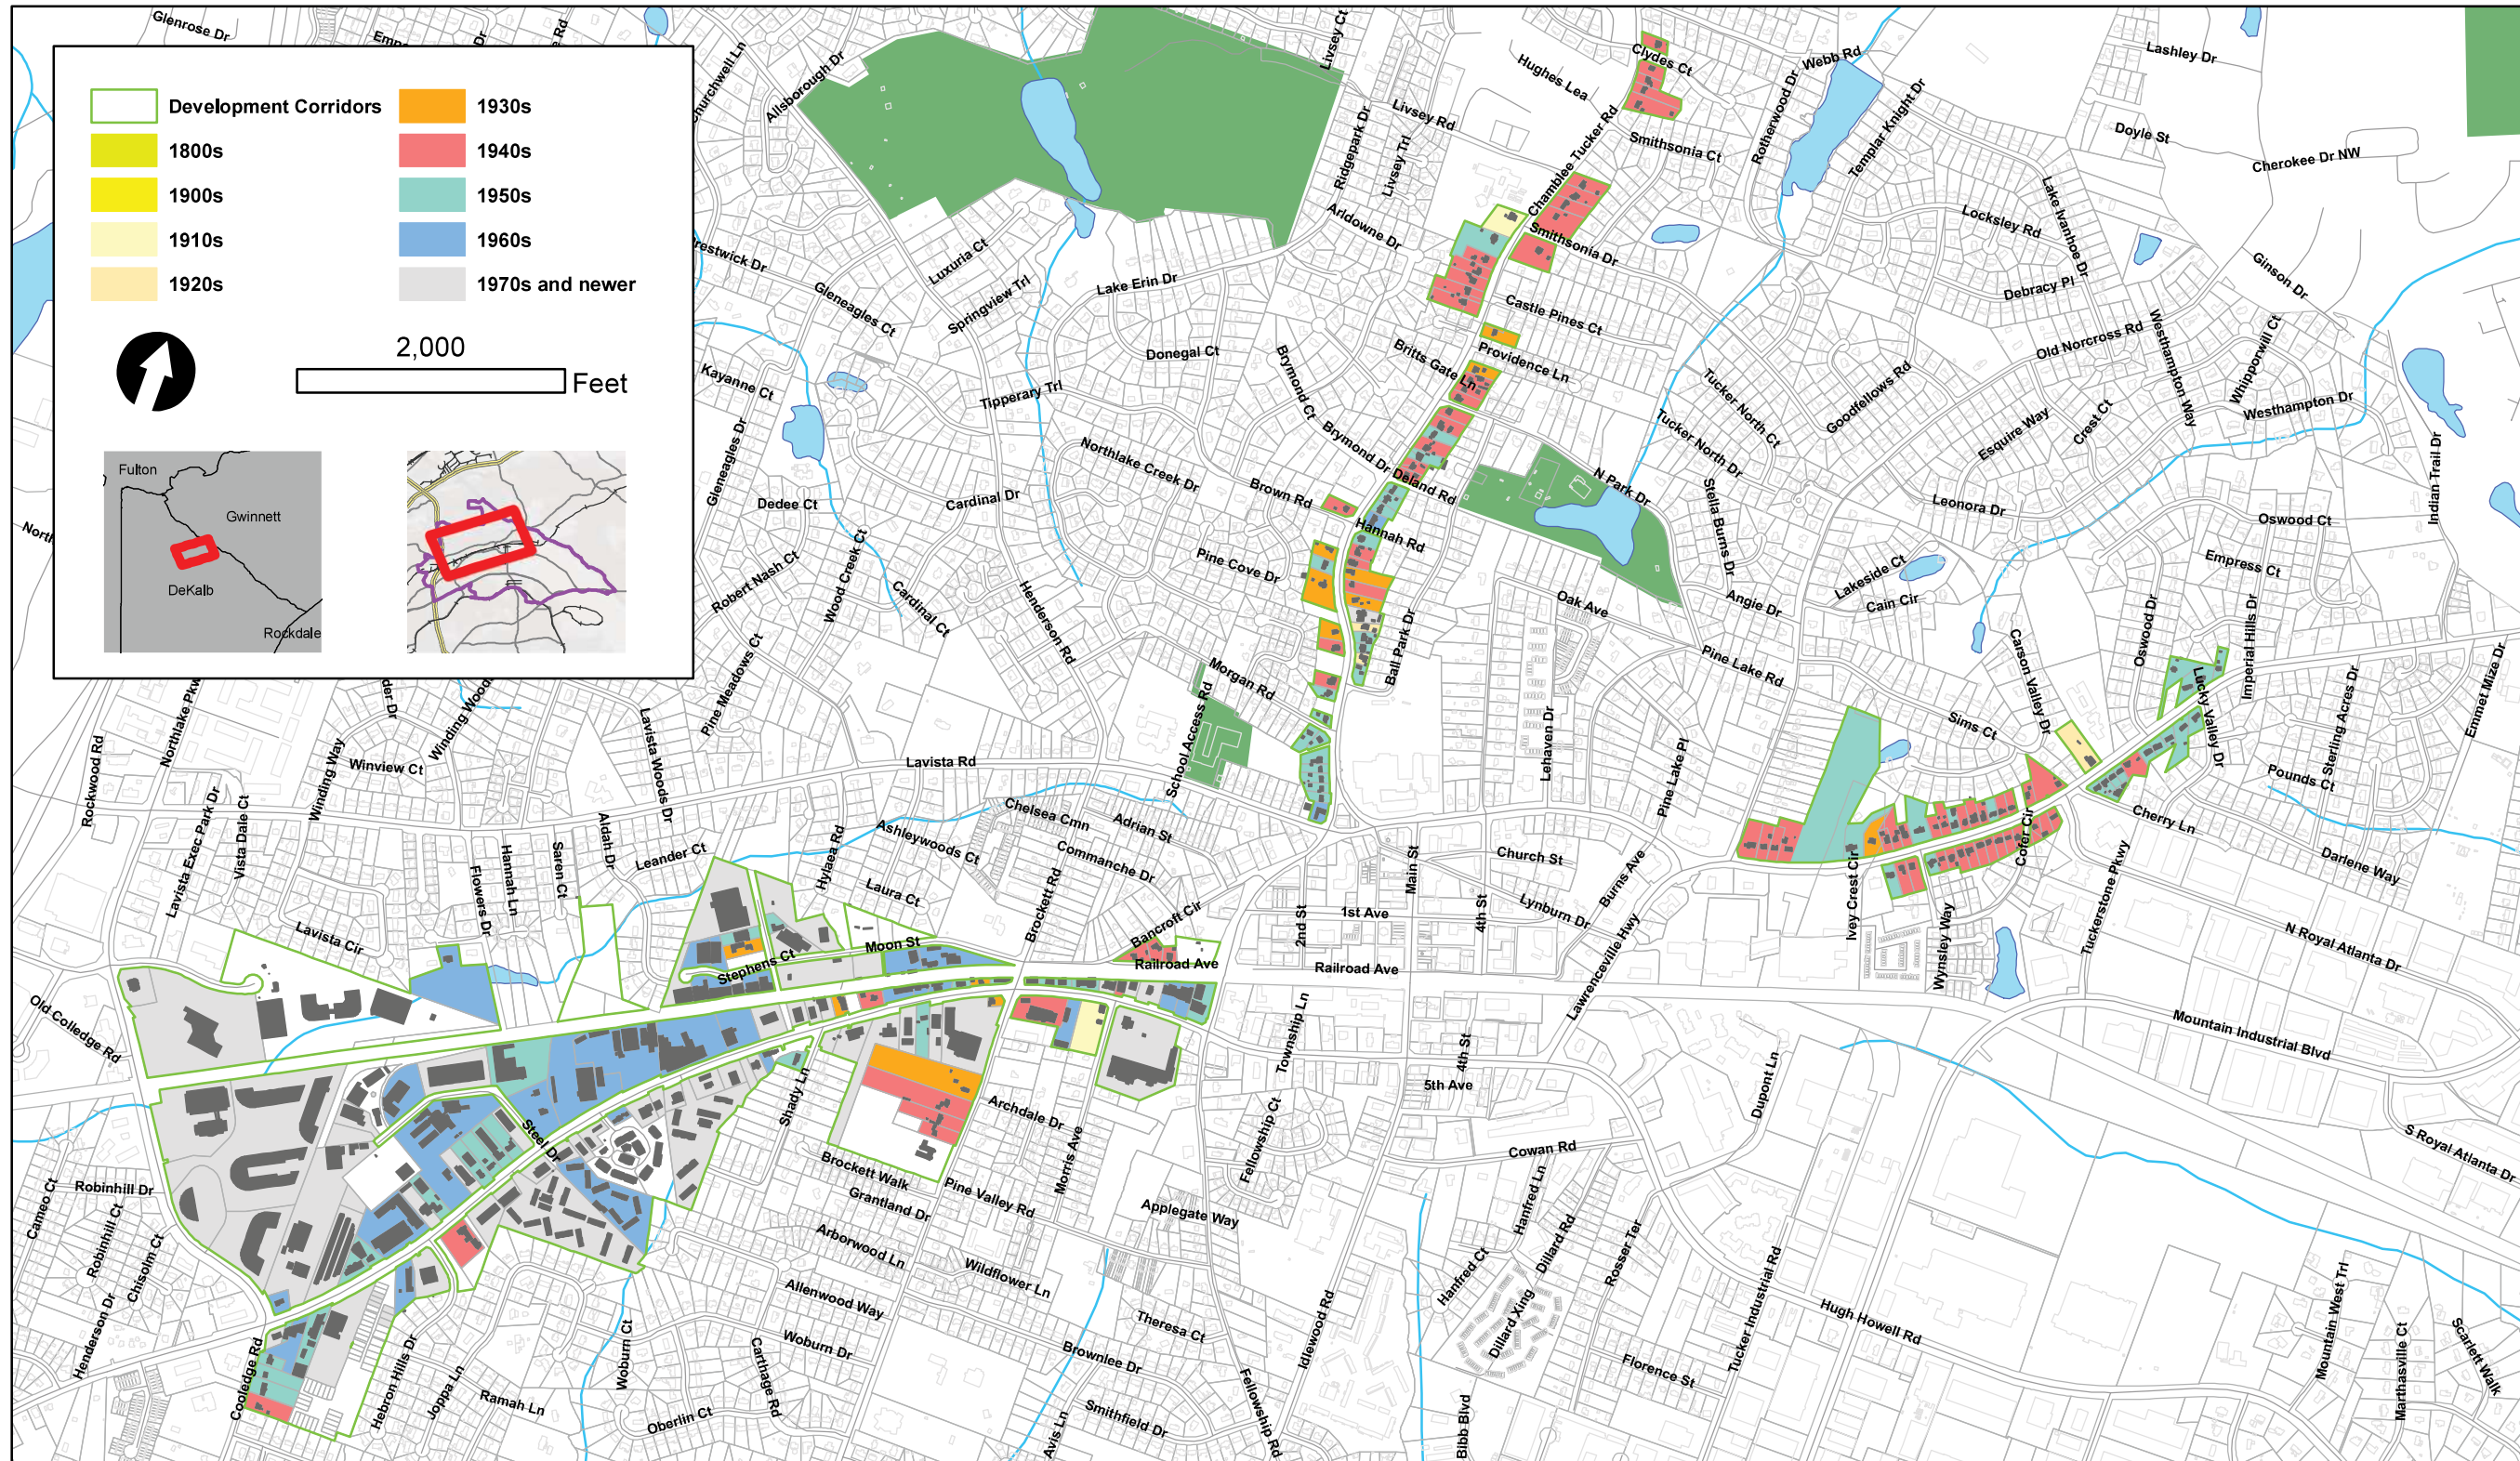 Development Corridors
1800s
1900s
1910s
1920s
1930s
1940s
1950s
1960s
1970s and newer
2,000
Feet
Fulton
Gwinnett
DeKalb
Rockdale
Glenrose Dr
Allsborough Dr
Livsey Ct
Hughes Lea
Clydes Ct
Webb Rd
Lashley Dr
Livsey Rd
Ridgepark Dr
Livsey Trl
Chamblee Tucker Rd
Smithsonia Ct
Rotherwood Dr
Templar Knight Dr
Doyle St
Cherokee Dr NW
Lake Ivanhoe Dr
Locksley Rd
Aldowne Dr
Smithsonia Dr
Luxuria Ct
Springview Trl
Lake Erin Dr
Gleneagles Ct
Castle Pines Ct
Debracy Pl
Ginson Dr
Old Norcross Rd
Westhampton Way
Whipporwill Ct
Donegal Ct
Britts Gate Ln
Providence Ln
Kayanne Ct
Tipperary Trl
Brymond Ct
Tucker North Ct
Goodfellows Rd
Westhampton Dr
Crest Ct
Esquire Way
Gleneagles Dr
Northlake Creek Dr
Brymond Dr
Deland Rd
Tucker North Dr
N Park Dr
Indian Trail Dr
Dedee Ct
Cardinal Dr
Brown Rd
Hannah Rd
Stella Burns Dr
Leonora Dr
Oswood Ct
Robert Nash Ct
Wood Creek Ct
Cardinal Ct
Henderson Rd
Pine Cove Dr
Oak Ave
Angie Dr
Lakeside Ct
Cain Cir
Empress Ct
Oswood Dr
Imperial Hills Dr
Pine Meadows Ct
Morgan Rd
Ball Park Dr
Pine Lake Rd
Carson Valley Dr
Lucky Valley Dr
Sterling Acres Dr
Emmet Mize Dr
Rockwood Rd
Winding Way
Winview Ct
Lavista Woods Dr
Lavista Rd
School Access Rd
Lehaven Dr
Pine Lake Pl
Sims Ct
Pounds Ct
Lavista Exec Park Dr
Vista Dale Ct
Flowers Dr
Hannah Ln
Saren Ct
Aldah Dr
Leander Ct
Hylaea Rd
Ashleywoods Ct
Chelsea Cmn
Adrian St
Commanche Dr
Church St
Main St
Burns Ave
Cofer Cir
Cherry Ln
Darlene Way
Laura Ct
Brockett Rd
Bancroft Cir
2nd St
1st Ave
4th St
Lynburn Dr
Ivey Crest Cir
Wynsley Way
Tuckerstone Pkwy
N Royal Atlanta Dr
Lavista Cir
Stephens Ct
Moon St
Railroad Ave
Railroad Ave
Lawrenceville Hwy
Old Colledge Rd
Township Ln
4th St
5th Ave
Mountain Industrial Blvd
Shady Ln
Archdale Dr
Morris Ave
Fellowship Ct
Dupont Ln
S Royal Atlanta Dr
Steel Dr
Cowan Rd
Cameo Ct
Robinhill Dr
Robinhill Ct
Chisolm Ct
Brockett Walk
Grantland Dr
Pine Valley Rd
Applegate Way
Hanfred Ln
Dillard Rd
Rosser Ter
Arborwood Ln
Wildflower Ln
Hanfred Ct
Tucker Industrial Rd
Henderson Dr
Allenwood Way
Theresa Ct
Idlewood Rd
Dillard Xing
Hugh Howell Rd
Mountain West Trl
Marthasville Ct
Scarlett Walk
Cooledge Rd
Hebron Hills Dr
Joppa Ln
Woburn Ct
Woburn Dr
Carthage Rd
Brownlee Dr
Florence St
Ramah Ln
Oberlin Ct
Avis Ln
Smithfield Dr
Fellowship Rd
Bibb Blvd